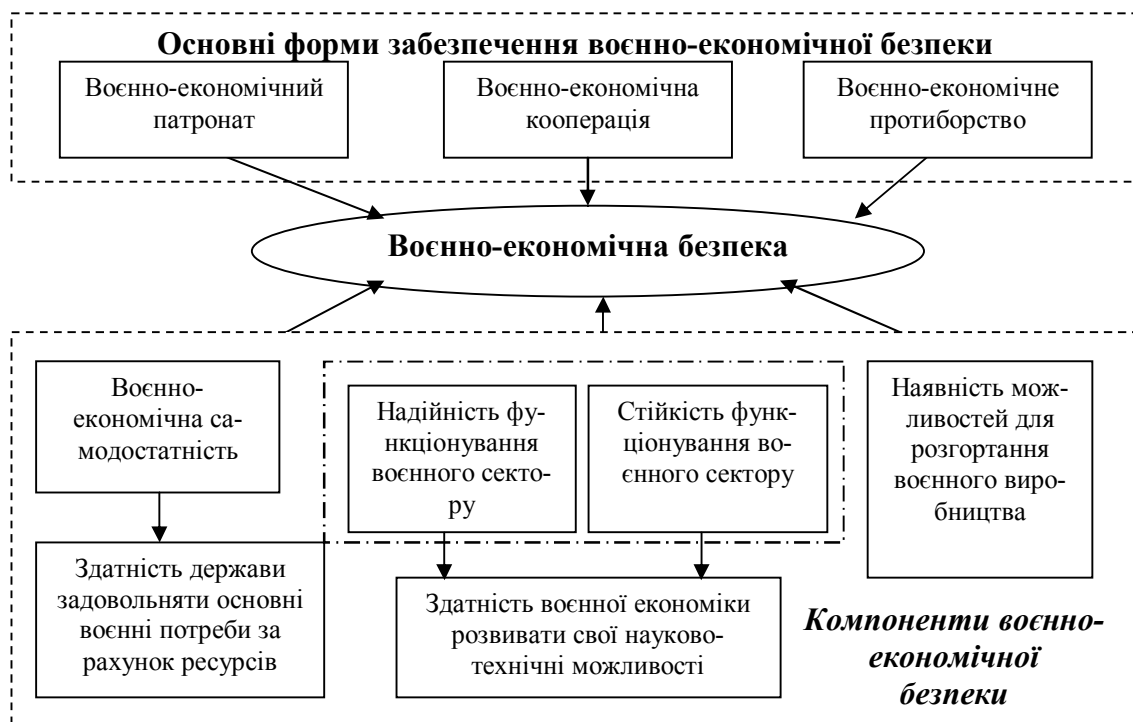 Основні форми забезпечення воєнно-економічної безпеки
Воєнно-економічний
патронат
Воєнно-економічна
кооперація
Воєнно-економічне
протиборство
Воєнно-економічна безпека
Воєнно-
економічна са-
модостатність
Надійність фу-
нкціонування
воєнного секто-
ру
Стійкість функ-
ціонування во-
єнного сектору
Наявність мож-
ливостей для
розгортання
воєнного виро-
бництва
Здатність держави
задовольняти основні
воєнні потреби за
рахунок ресурсів
Здатність воєнної економіки
розвивати свої науково-
технічні можливості
Компоненти воєнно-
економічної
безпеки